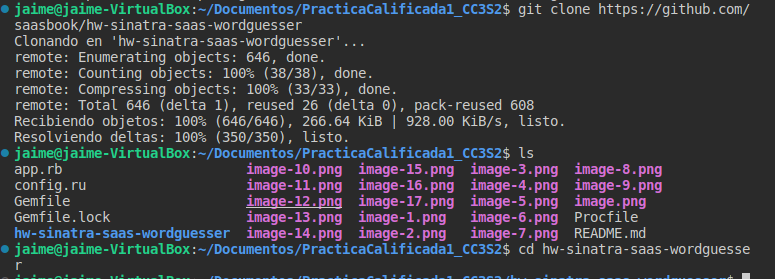 jaime@jaime-VirtualBox:~/Documentos/PracticaCalificada1_CC3S2$ git clone https://github.com/
saasbook/hw-sinatra-saas-wordguesser
Clonando en 'hw-sinatra-saas-wordguesser'...
remote: Enumerating objects: 646, done.
remote: Counting objects: 100% (38/38), done.
remote: Compressing objects: 100% (33/33), done.
remote: Total 646 (delta 1), reused 26 (delta 0), pack-reused 608
Recibiendo objetos: 100% (646/646), 266.64 KiB | 928.00 KiB/s, listo.
Resolviendo deltas: 100% (350/350), listo.
jaime@jaime-VirtualBox:~/Documentos/PracticaCalificada1_CC3S2$ ls
app.rb image-10.png image-15.png image-3.png image-8.png
config.ru image-11.png image-16.png image-4.png image-9.png
Gemfile image-12.png image-17.png image-5.png image.png
Gemfile.lock image-13.png image-1.png image-6.png Procfile
hw-sinatra-saas-wordguesser image-14.png image-2.png image-7.png README.md
jaime@jaime-VirtualBox:~/Documentos/PracticaCalificada1_CC3S2$ cd hw-sinatra-saas-wordguesse
r
jaime@jaime-VirtualBox:~/Documentos/PracticaCalificada1_CC3S2/hw-sinatra-saas-wordguesser$